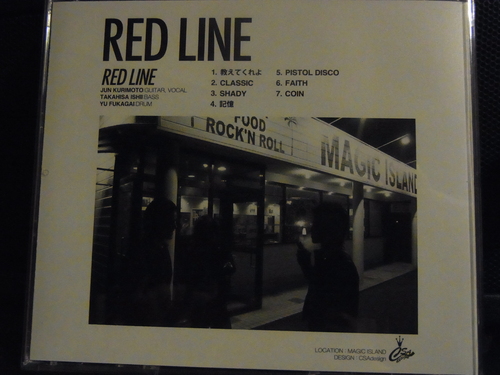 RED LINE
RED LINE
JUN KURIMOTO:GUITAR, VOCAL
TAKAHISA ISHII:BASS
YU FUKAGAI:DRUM
1. 教えてくれよ
2. CLASSIC
3. SHADY
4. 記憶
5. PISTOL DISCO
6. FAITH
7. COIN
FOOD
ROCK'N ROLL
MAGIC ISLAND
LOCATION : MAGIC ISLAND
DESIGN : CSAdesign